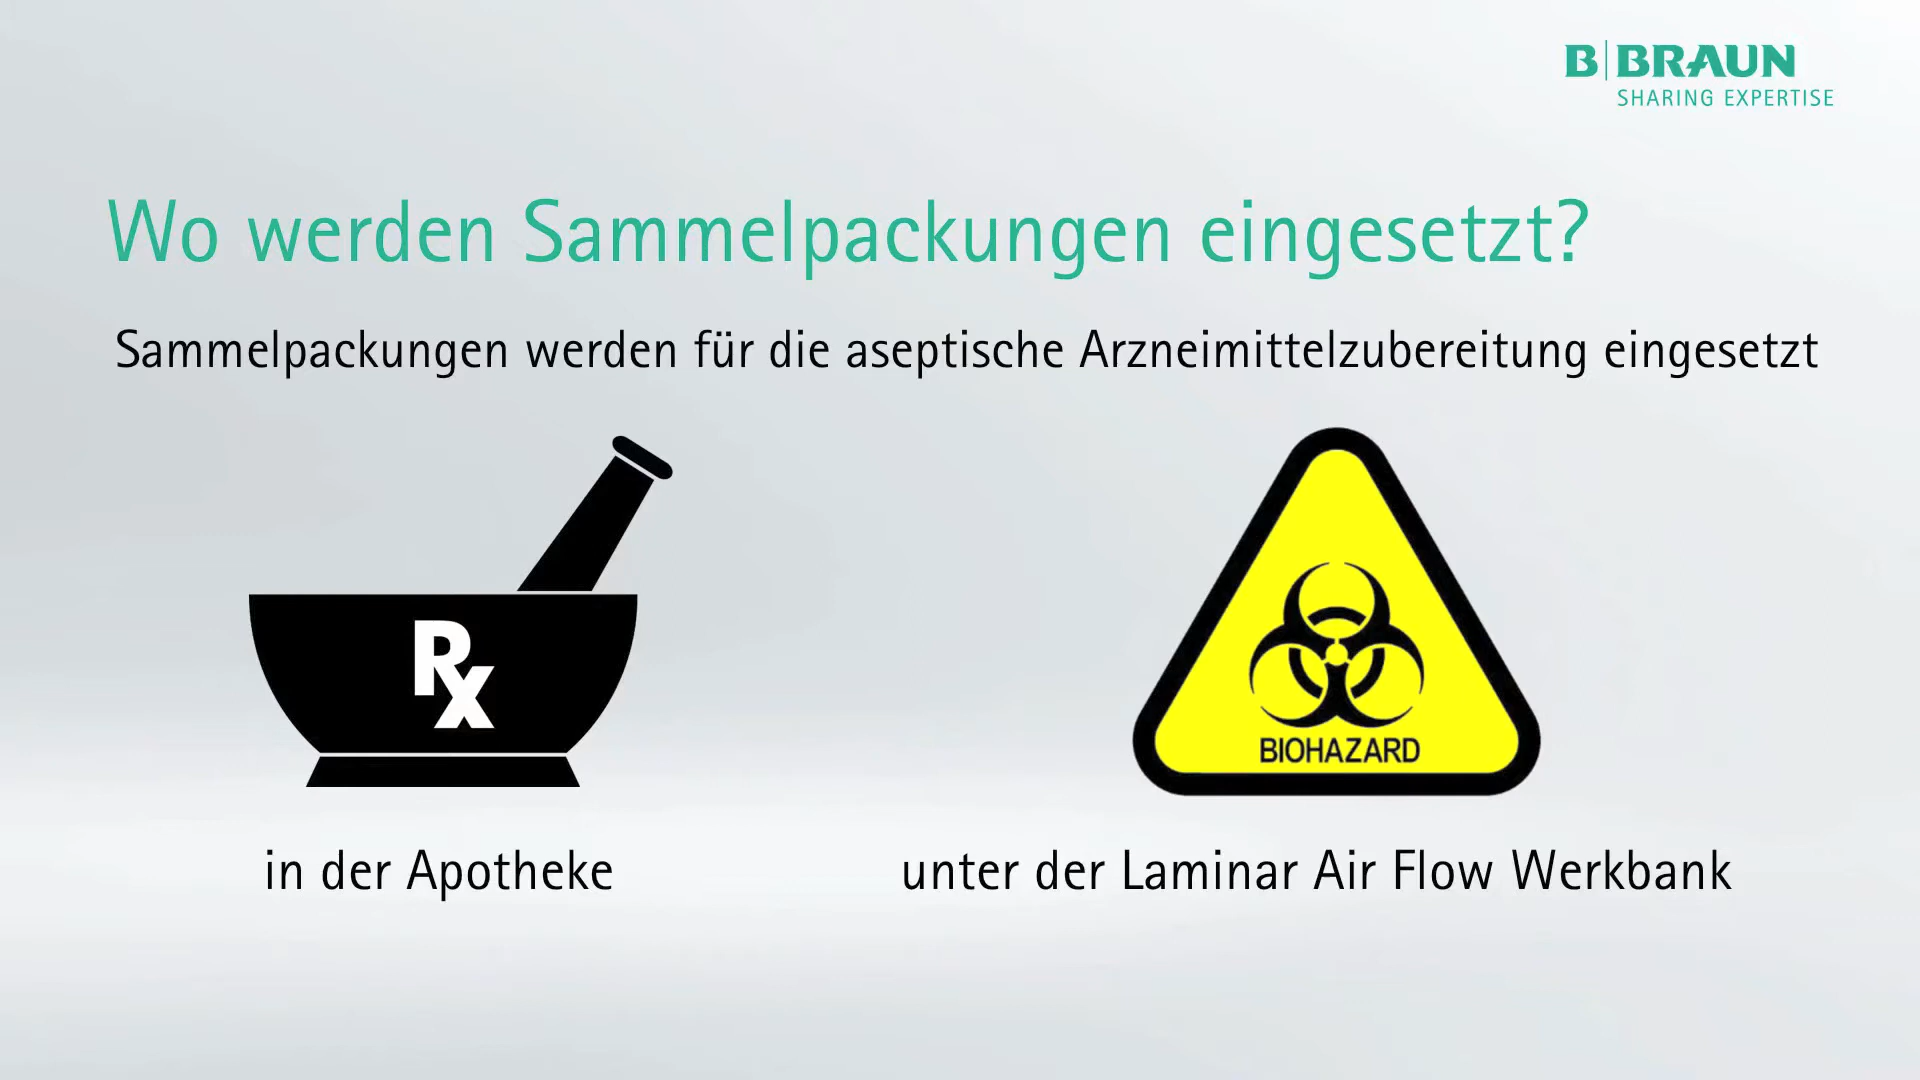 B BRAUN
SHARING EXPERTISE
Wo werden Sammelpackungen eingesetzt?
Sammelpackungen werden für die aseptische Arzneimittelzubereitung eingesetzt
Rx
BIOHAZARD
in der Apotheke
unter der Laminar Air Flow Werkbank